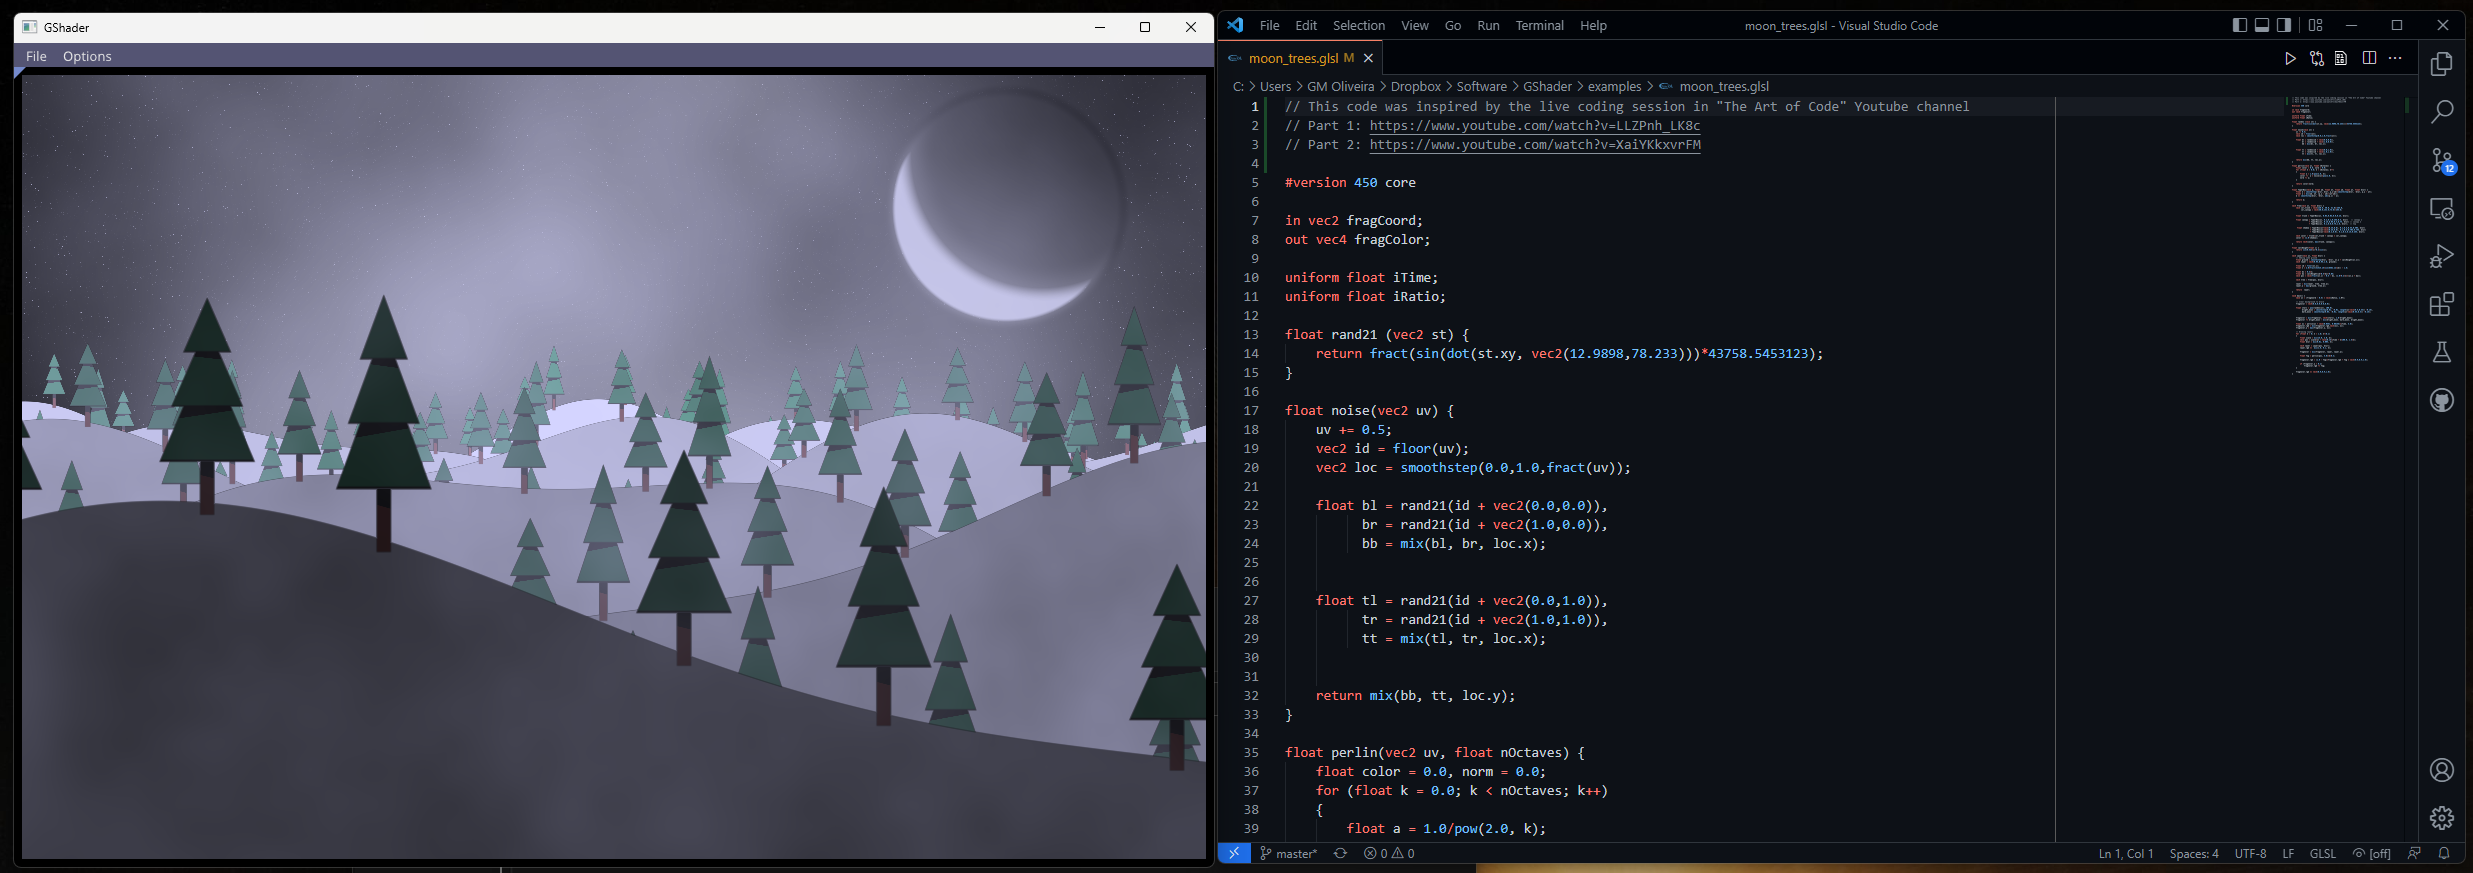 GShader
File Options
File Edit Selection View Go Run Terminal Help
moon_trees.glsl - Visual Studio Code
moon_trees.glsl M
C: > Users > GM Oliveira > Dropbox > Software > GShader > examples > moon_trees.glsl
1 // This code was inspired by the live coding session in "The Art of Code" Youtube channel
2 // Part 1: https://www.youtube.com/watch?v=LLZPnh_LK8c
3 // Part 2: https://www.youtube.com/watch?v=XaiYKkxvrFM
4
5 #version 450 core
6
7 in vec2 fragCoord;
8 out vec4 fragColor;
9
10 uniform float iTime;
11 uniform float iRatio;
12
13 float rand21 (vec2 st) {
14 return fract(sin(dot(st.xy, vec2(12.9898,78.233)))*43758.5453123);
15 }
16
17 float noise(vec2 uv) {
18 uv += 0.5;
19 vec2 id = floor(uv);
20 vec2 loc = smoothstep(0.0,1.0,fract(uv));
21
22 float bl = rand21(id + vec2(0.0,0.0)),
23 br = rand21(id + vec2(1.0,0.0)),
24 bb = mix(bl, br, loc.x);
25
26
27 float tl = rand21(id + vec2(0.0,1.0)),
28 tr = rand21(id + vec2(1.0,1.0)),
29 tt = mix(tl, tr, loc.x);
30
31
32 return mix(bb, tt, loc.y);
33 }
34
35 float perlin(vec2 uv, float nOctaves) {
36 float color = 0.0, norm = 0.0;
37 for (float k = 0.0; k < nOctaves; k++)
38 {
39 float a = 1.0/pow(2.0, k);
12
master* 0 0
Ln 1, Col 1 Spaces: 4 UTF-8 LF GLSL [off]